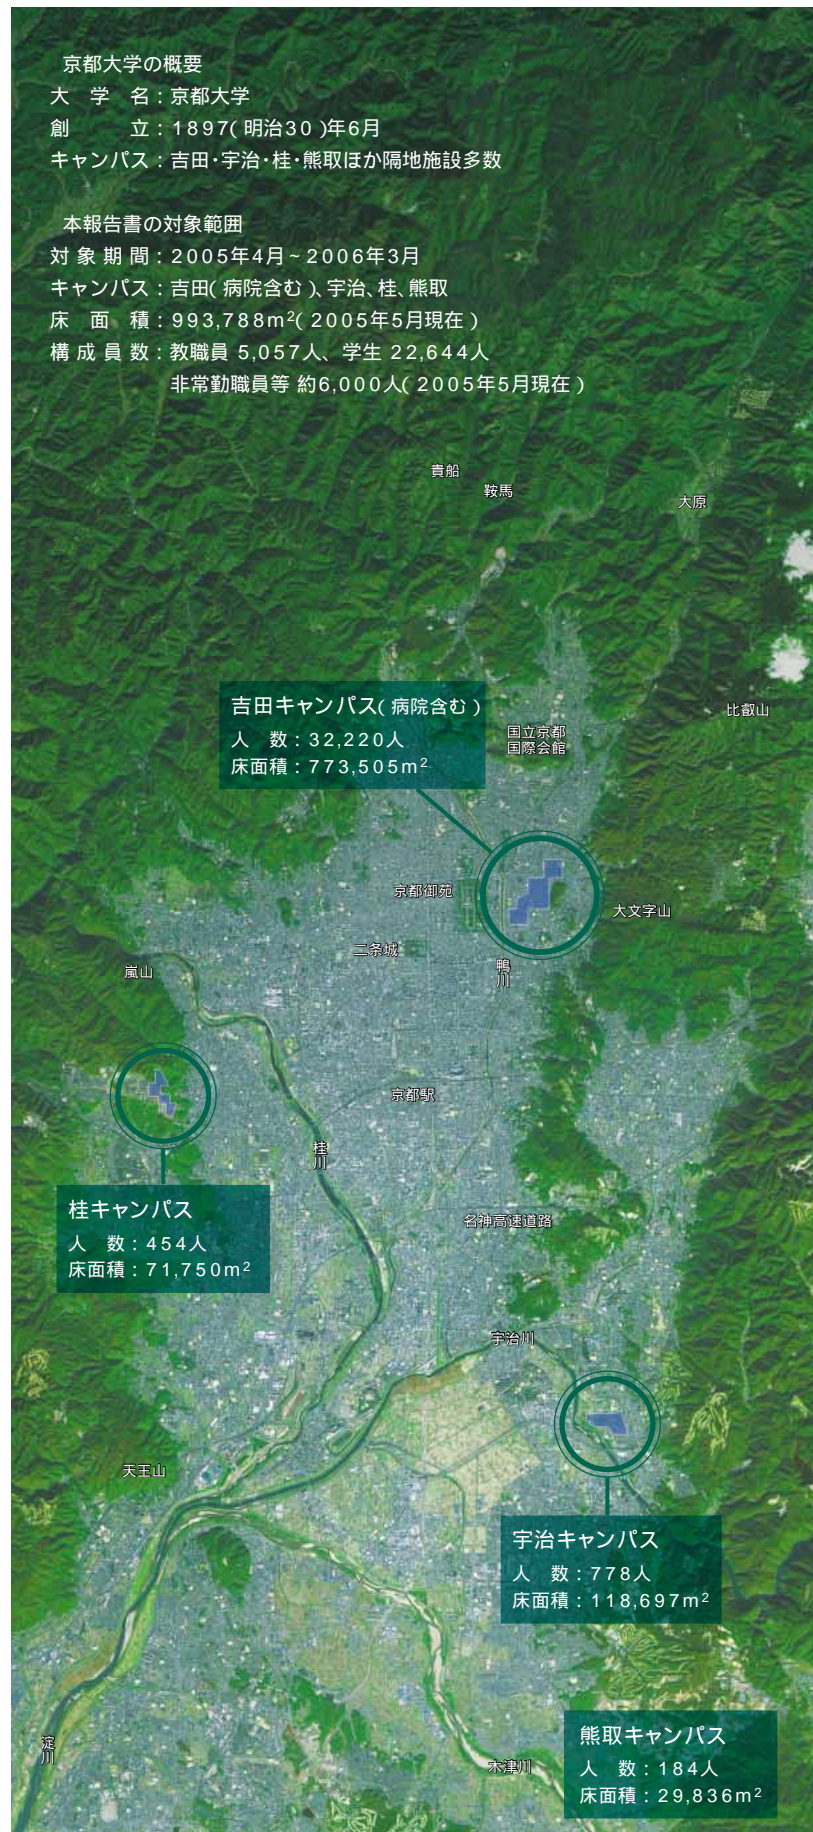 京都大学の概要
大学名：京都大学
創立：1897(明治30)年6月
キャンパス：吉田・宇治・桂・熊取ほか隔地施設多数
本報告書の対象範囲
対象期間：2005年4月~2006年3月
キャンパス：吉田(病院含む)、宇治、桂、熊取
床面積：993,788m²(2005年5月現在)
構成員数：教職員 5,057人、学生 22,644人
非常勤職員等 約6,000人(2005年5月現在)
貴船
鞍馬
大原
吉田キャンパス(病院含む)
人数：32,220人
床面積：773,505m²
比叡山
国立京都
国際会館
京都御苑
大文字山
二条城
鴨川
嵐山
京都駅
桂川
桂キャンパス
人数：454人
床面積：71,750m²
名神高速道路
宇治川
天王山
宇治キャンパス
人数：778人
床面積：118,697m²
熊取キャンパス
人数：184人
床面積：29,836m²
淀川
木津川